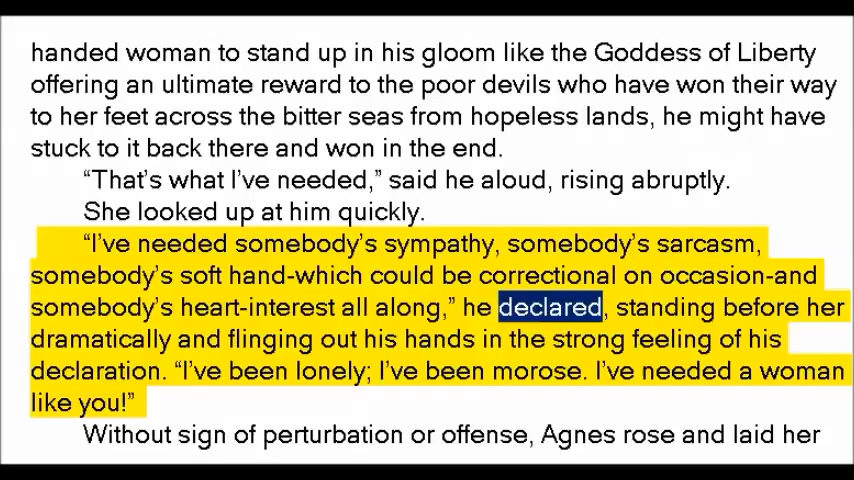 handed woman to stand up in his gloom like the Goddess of Liberty
offering an ultimate reward to the poor devils who have won their way
to her feet across the bitter seas from hopeless lands, he might have
stuck to it back there and won in the end.
“That’s what I’ve needed,” said he aloud, rising abruptly.
She looked up at him quickly.
“I’ve needed somebody’s sympathy, somebody’s sarcasm,
somebody’s soft hand-which could be correctional on occasion-and
somebody’s heart-interest all along,” he declared, standing before her
dramatically and flinging out his hands in the strong feeling of his
declaration. “I’ve been lonely; I’ve been morose. I’ve needed a woman
like you!”
Without sign of perturbation or offense, Agnes rose and laid her